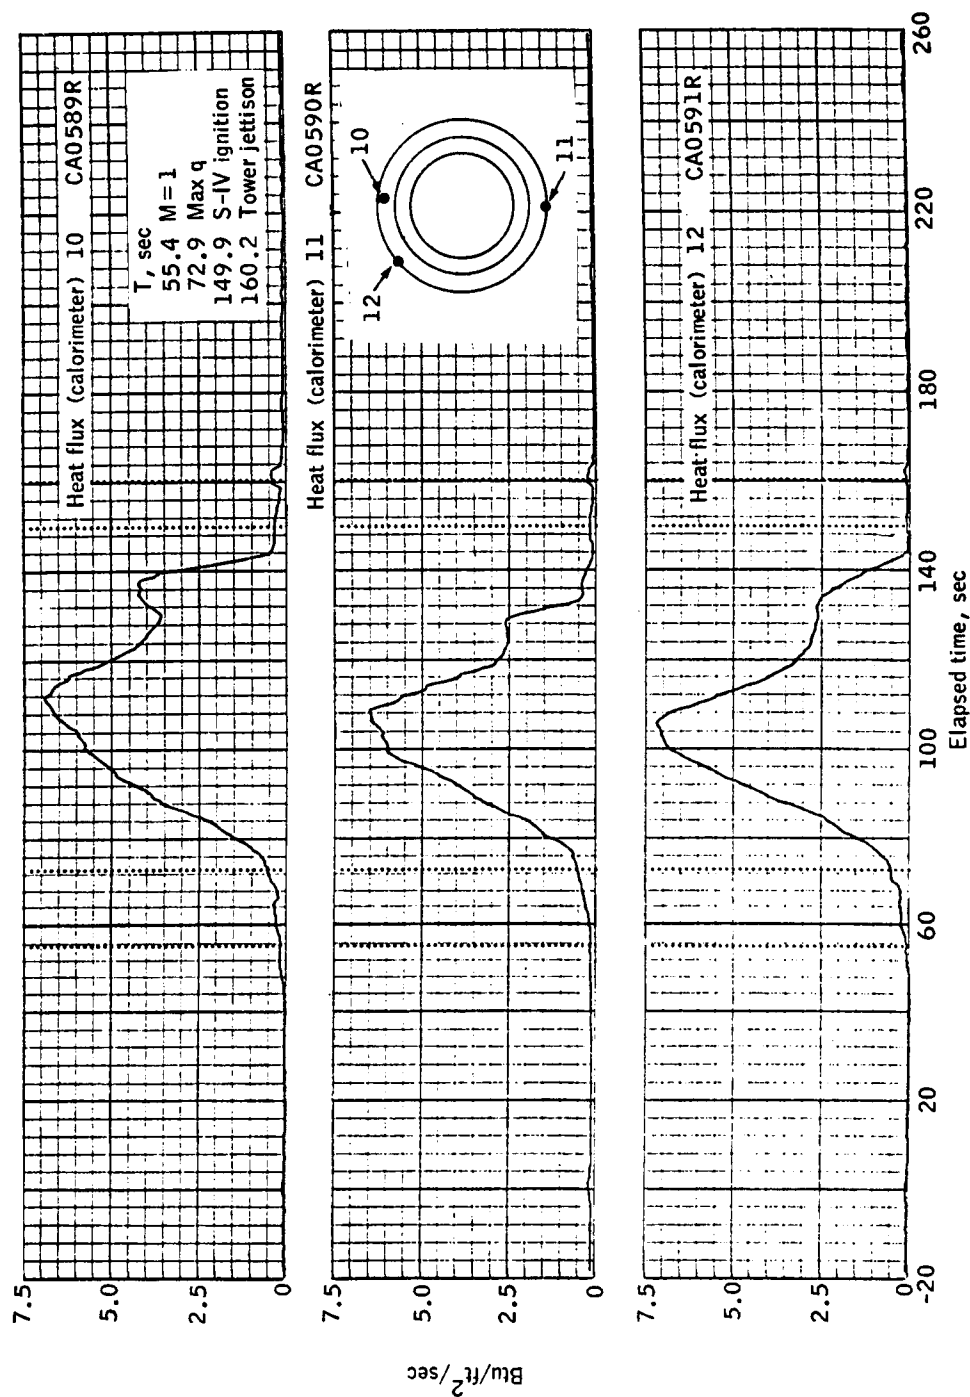 Btu/ft²/sec
7.5
5.0
2.5
0
Heat flux (calorimeter) 10 CA0589R
T, sec
55.4 M = 1
72.9 Max q
149.9 S-IV ignition
160.2 Tower jettison
7.5
5.0
2.5
0
Heat flux (calorimeter) 11 CA0590R
10
12
11
7.5
5.0
2.5
0
Heat flux (calorimeter) 12 CA0591R
-20
20
60
100
140
180
220
260
Elapsed time, sec